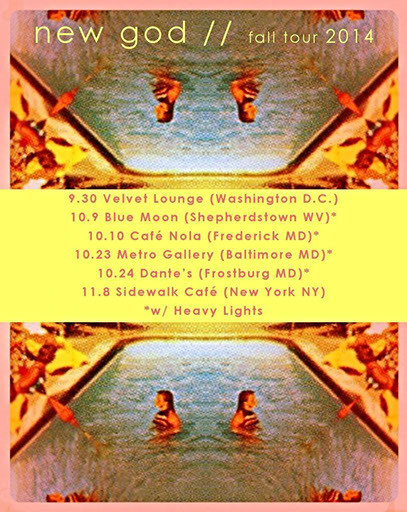 new god // fall tour 2014
9.30 Velvet Lounge (Washington D.C.)
10.9 Blue Moon (Shepherdstown WV)*
10.10 Café Nola (Frederick MD)*
10.23 Metro Gallery (Baltimore MD)*
10.24 Dante's (Frostburg MD)*
11.8 Sidewalk Café (New York NY)
*w/ Heavy Lights